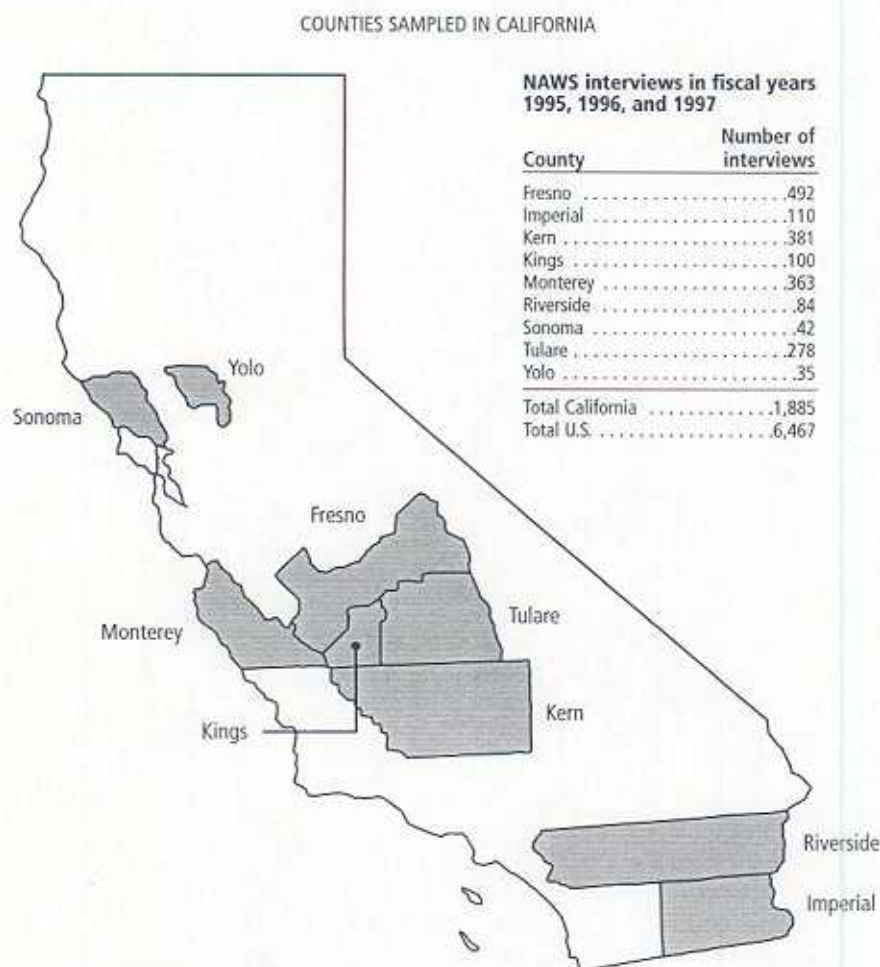 COUNTIES SAMPLED IN CALIFORNIA
NAWS interviews in fiscal years
1995, 1996, and 1997
Number of
County interviews
Fresno .....................492
Imperial ....................110
Kern .......................381
Kings ......................100
Monterey ...................363
Riverside ....................84
Sonoma ....................42
Tulare ......................278
Yolo ........................35
Total California .............1,885
Total U.S. ..................6,467
Yolo
Sonoma
Fresno
Monterey
Tulare
Kings
Kern
Riverside
Imperial